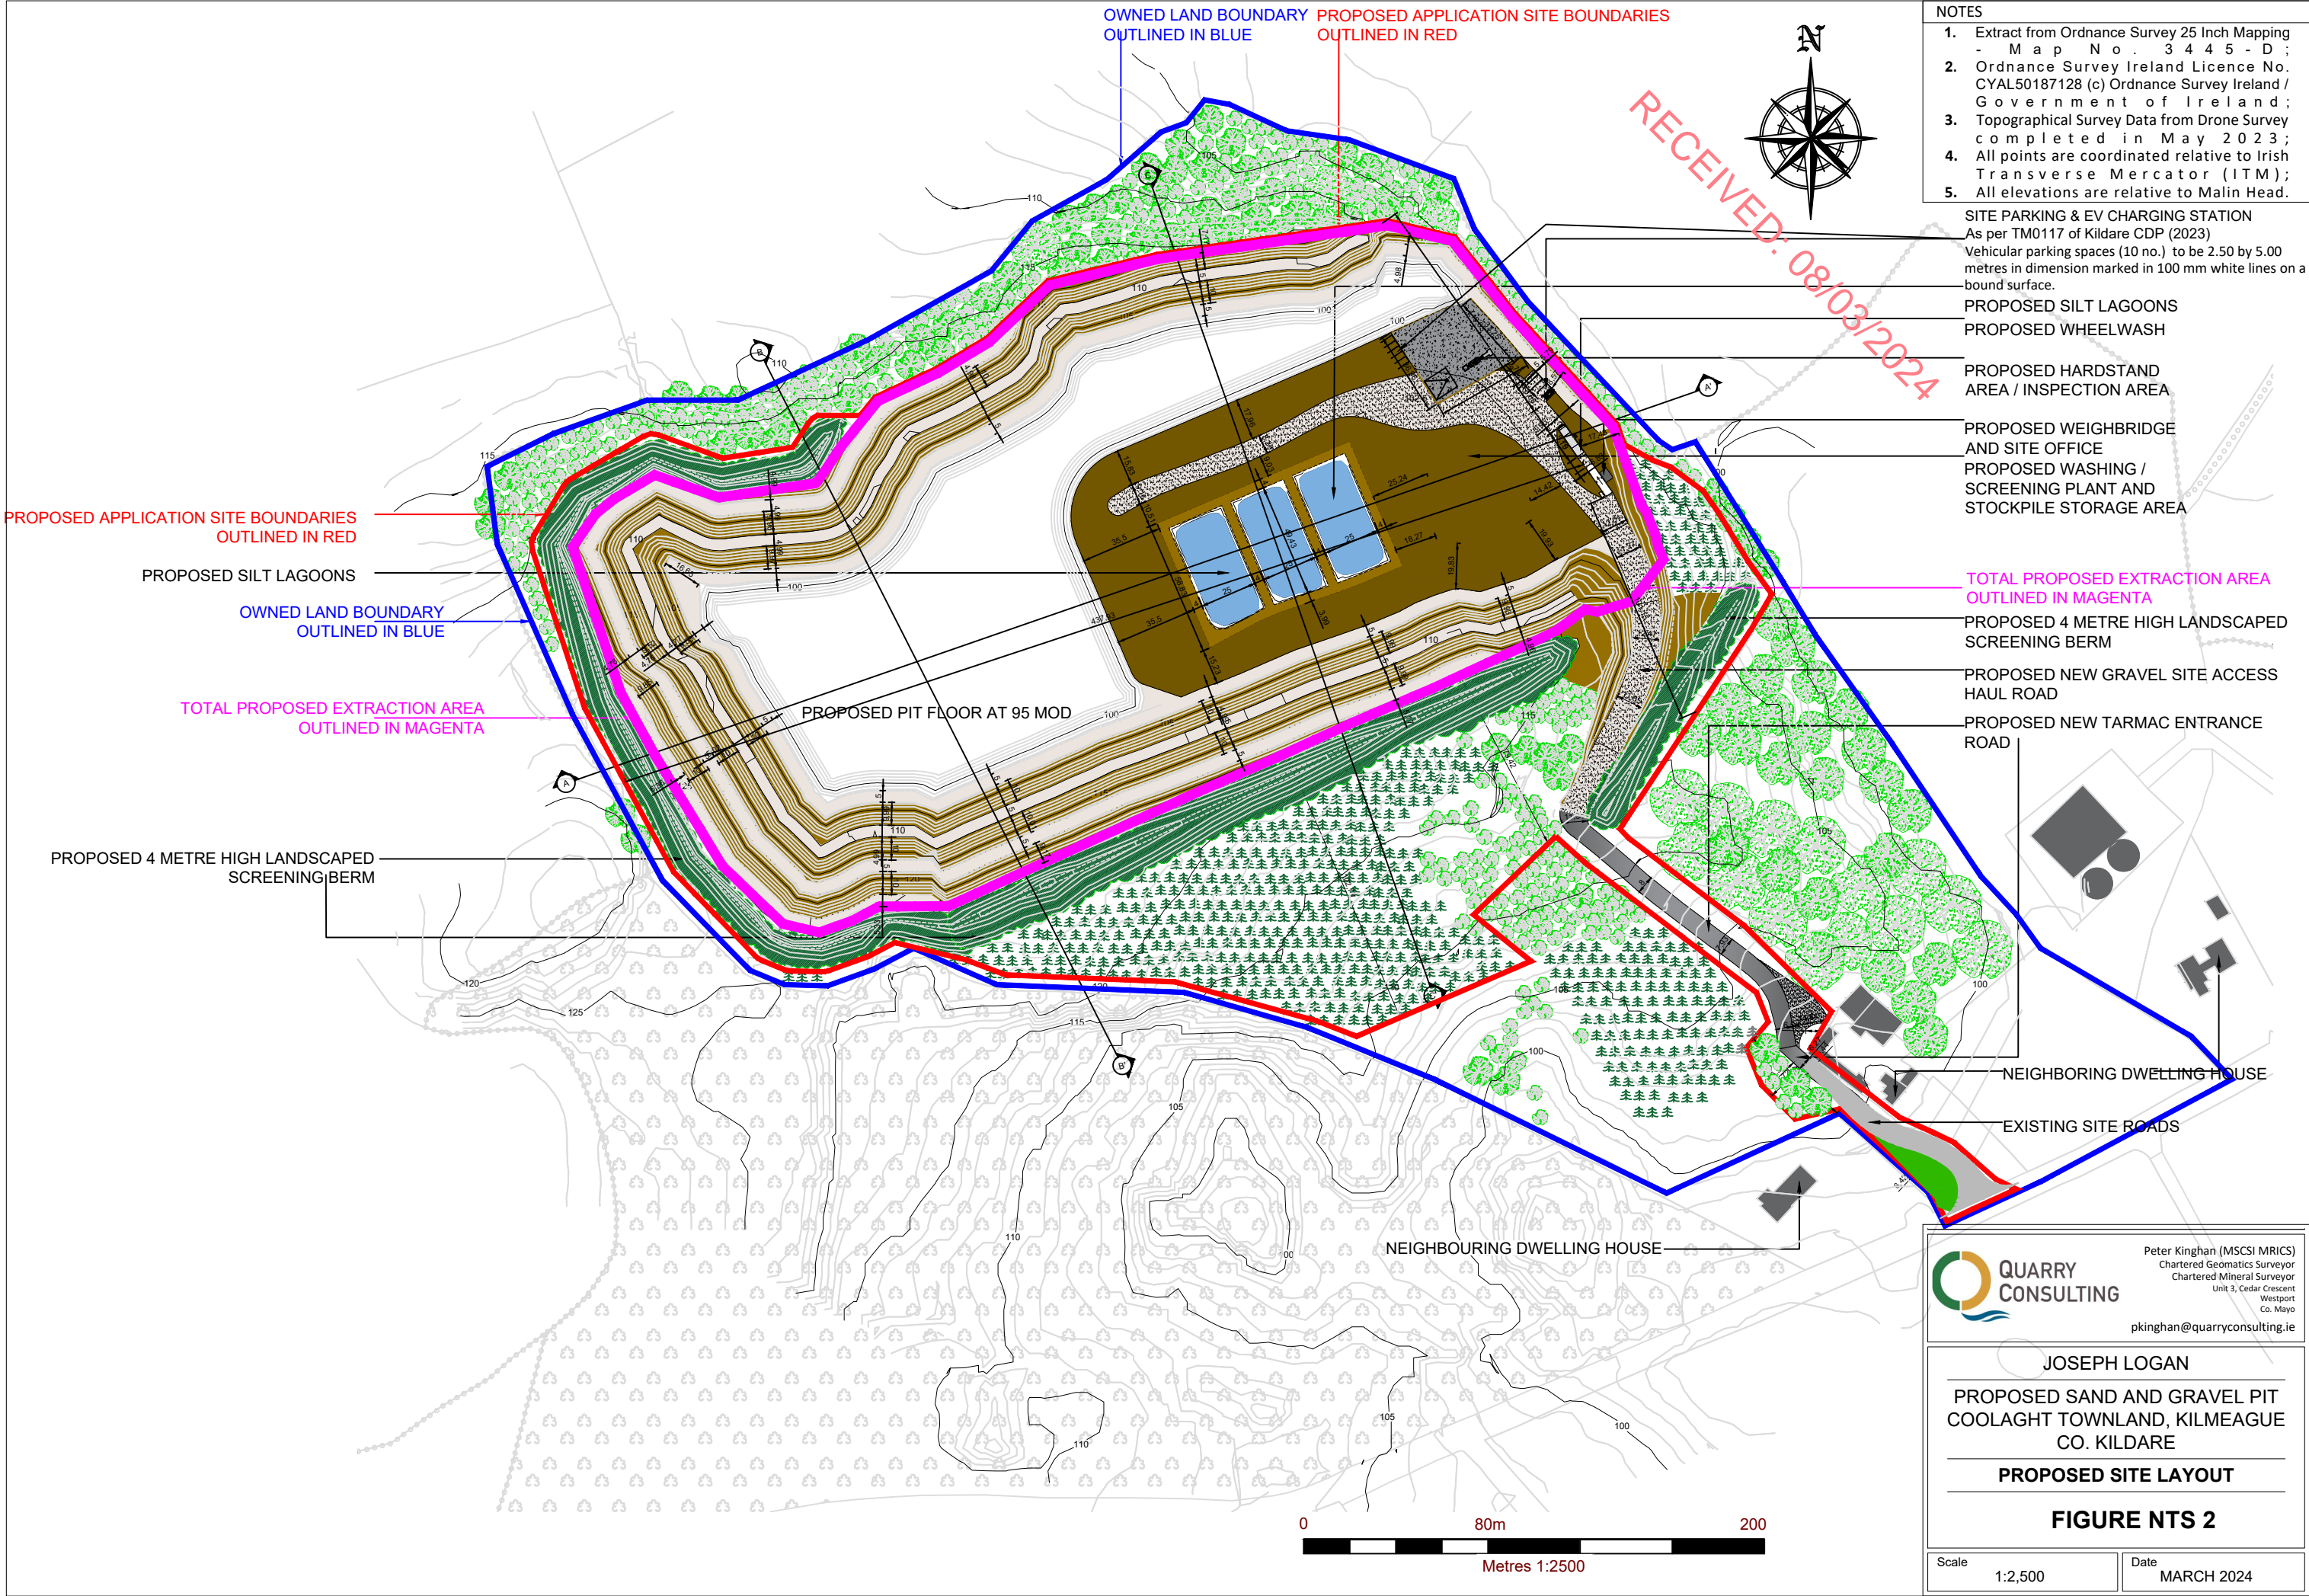 OWNED LAND BOUNDARY
OUTLINED IN BLUE
PROPOSED APPLICATION SITE BOUNDARIES
OUTLINED IN RED
N
NOTES
1. Extract from Ordnance Survey 25 Inch Mapping
- Map No. 3445-D;
2. Ordnance Survey Ireland Licence No.
CYAL50187128 (c) Ordnance Survey Ireland /
Government of Ireland;
3. Topographical Survey Data from Drone Survey
completed in May 2023;
4. All points are coordinated relative to Irish
Transverse Mercator (ITM);
5. All elevations are relative to Malin Head.
RECEIVED: 08/03/2024
SITE PARKING & EV CHARGING STATION
As per TM0117 of Kildare CDP (2023)
Vehicular parking spaces (10 no.) to be 2.50 by 5.00
metres in dimension marked in 100 mm white lines on a
bound surface.
PROPOSED SILT LAGOONS
PROPOSED WHEELWASH
PROPOSED HARDSTAND
AREA / INSPECTION AREA
PROPOSED WEIGHBRIDGE
AND SITE OFFICE
PROPOSED WASHING /
SCREENING PLANT AND
STOCKPILE STORAGE AREA
TOTAL PROPOSED EXTRACTION AREA
OUTLINED IN MAGENTA
PROPOSED 4 METRE HIGH LANDSCAPED
SCREENING BERM
PROPOSED NEW GRAVEL SITE ACCESS
HAUL ROAD
PROPOSED NEW TARMAC ENTRANCE
ROAD
PROPOSED APPLICATION SITE BOUNDARIES
OUTLINED IN RED
PROPOSED SILT LAGOONS
OWNED LAND BOUNDARY
OUTLINED IN BLUE
TOTAL PROPOSED EXTRACTION AREA
OUTLINED IN MAGENTA
PROPOSED 4 METRE HIGH LANDSCAPED
SCREENING BERM
PROPOSED PIT FLOOR AT 95 MOD
NEIGHBORING DWELLING HOUSE
EXISTING SITE ROADS
NEIGHBOURING DWELLING HOUSE
0 80m 200
Metres 1:2500
QUARRY
CONSULTING
Peter Kinghan (MSCSI MRICS)
Chartered Geomatics Surveyor
Chartered Mineral Surveyor
Unit 3, Cedar Crescent
Westport
Co. Mayo
pkinghan@quarryconsulting.ie
JOSEPH LOGAN
PROPOSED SAND AND GRAVEL PIT
COOLAGHT TOWNLAND, KILMEAGUE
CO. KILDARE
PROPOSED SITE LAYOUT
FIGURE NTS 2
Scale
1:2,500
Date
MARCH 2024